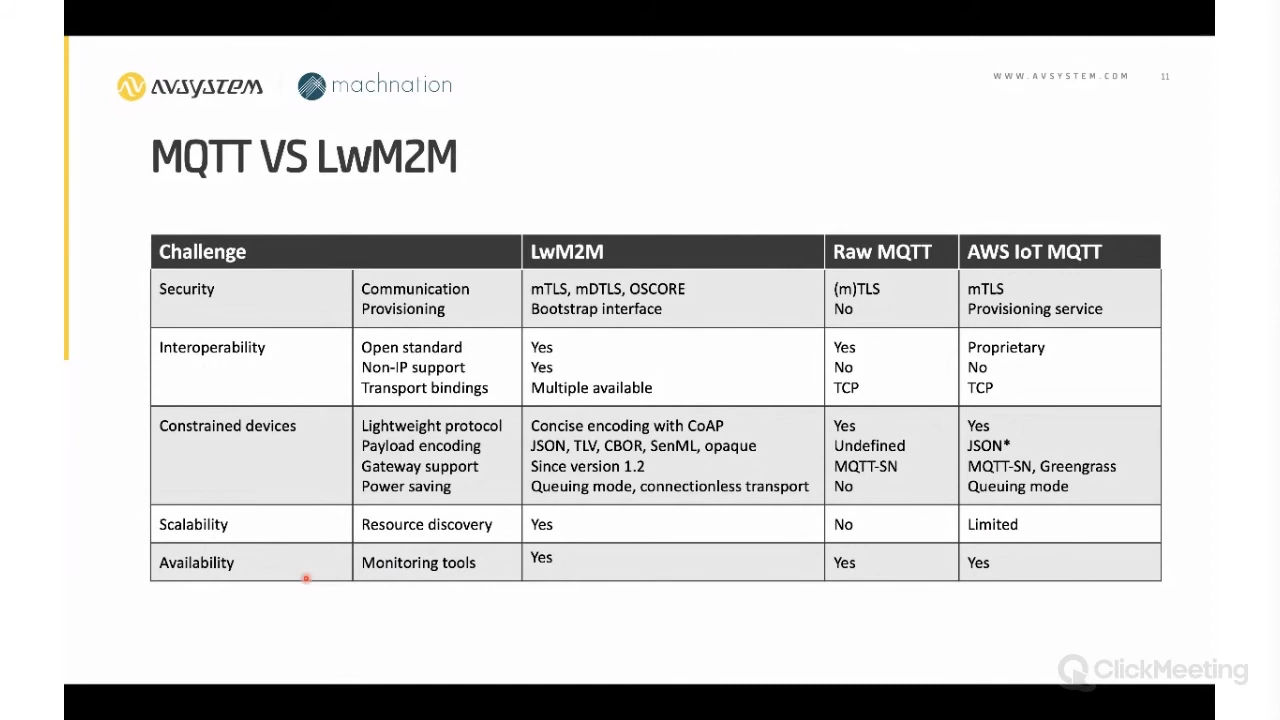 AVSYSTEM
machnation
WWW.AVSYSTEM.COM 11
MQTT VS LwM2M
Challenge LwM2M Raw MQTT AWS IoT MQTT
Security Communication mTLS, mDTLS, OSCORE (m)TLS mTLS
Provisioning Bootstrap interface No Provisioning service
Interoperability Open standard Yes Yes Proprietary
Non-IP support Yes No No
Transport bindings Multiple available TCP TCP
Constrained devices Lightweight protocol Concise encoding with CoAP Yes Yes
Payload encoding JSON, TLV, CBOR, SenML, opaque Undefined JSON*
Gateway support Since version 1.2 MQTT-SN MQTT-SN, Greengrass
Power saving Queuing mode, connectionless transport No Queuing mode
Scalability Resource discovery Yes No Limited
Availability Monitoring tools Yes Yes Yes
ClickMeeting